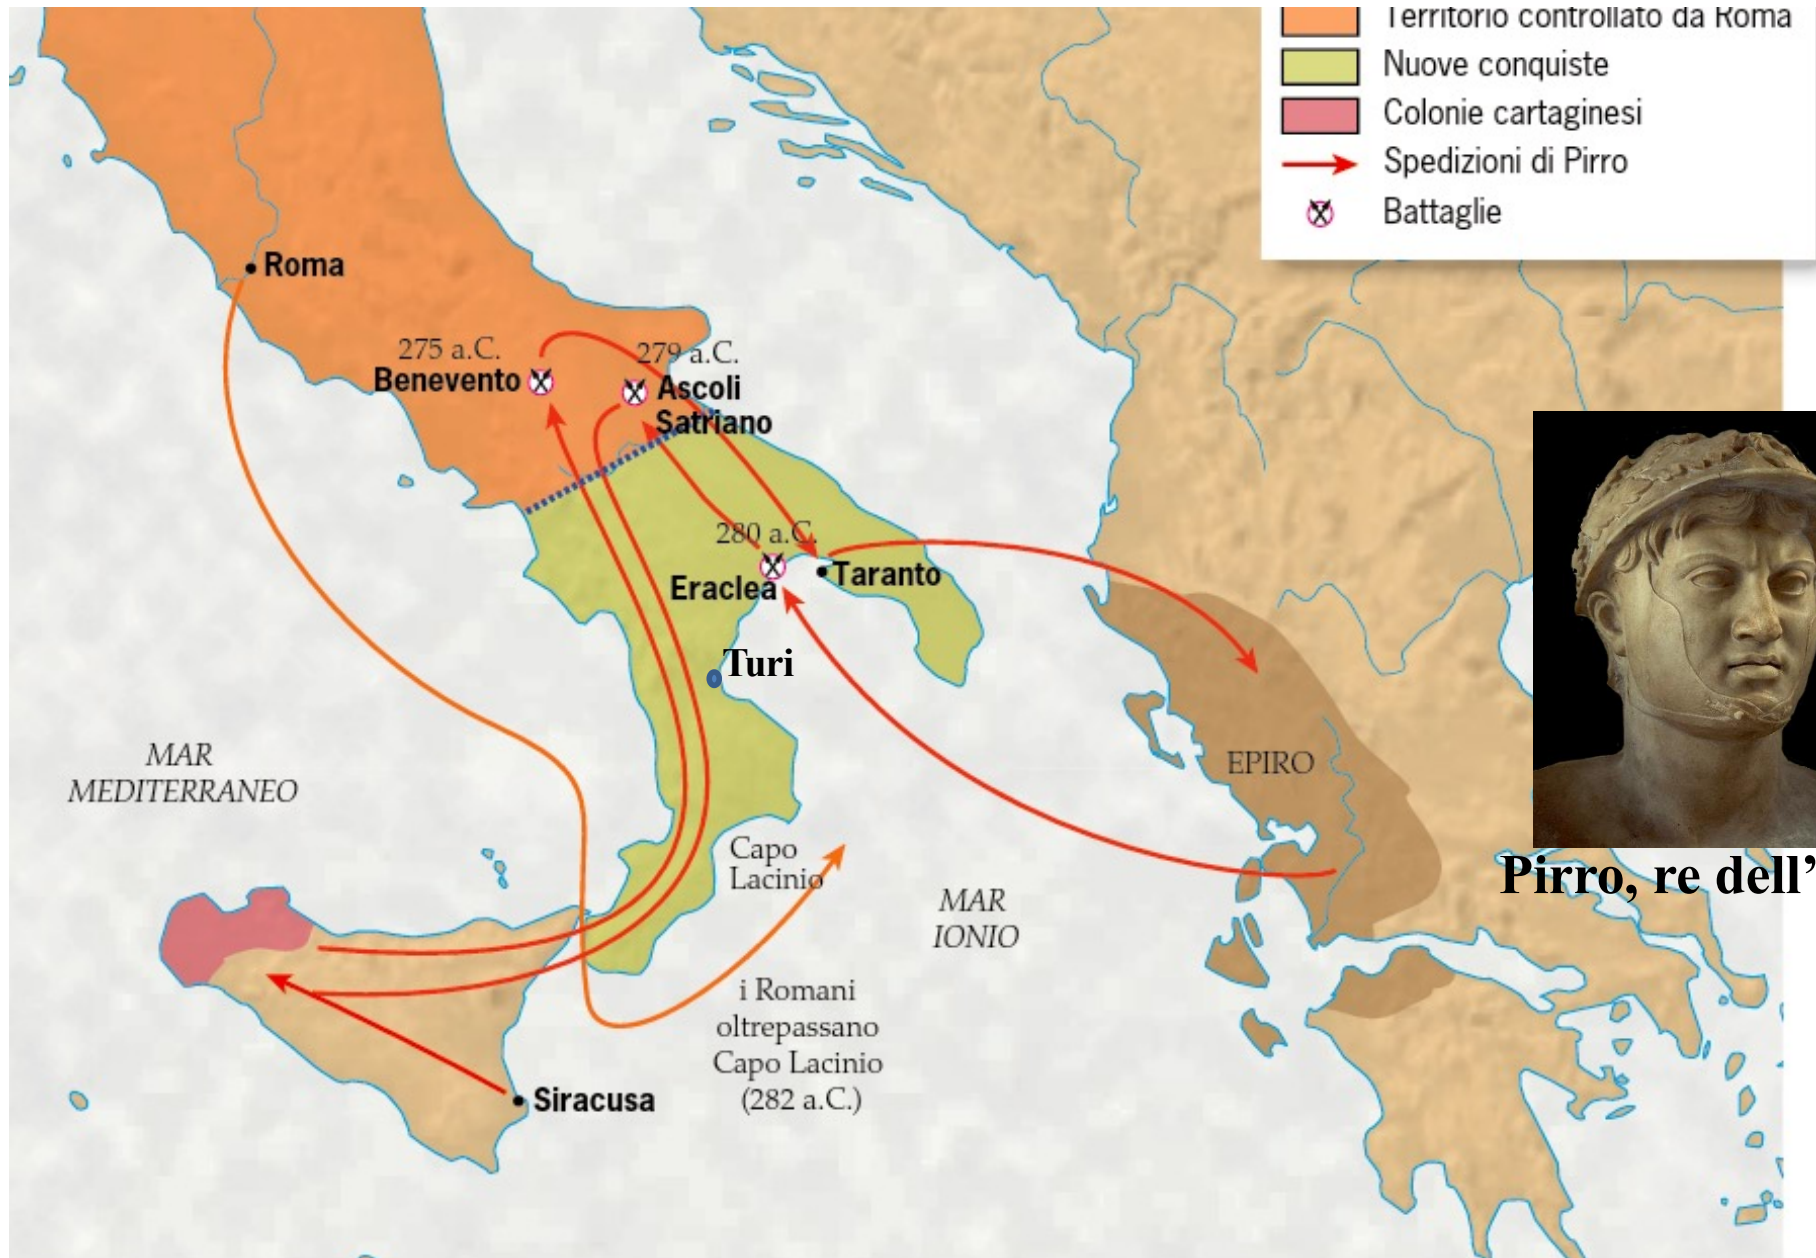 Territorio controllato da Roma
Nuove conquiste
Colonie cartaginesi
Spedizioni di Pirro
Battaglie
Roma
275 a.C.
Benevento
279 a.C.
Ascoli
Satriano
280 a.C.
Eraclea
Taranto
Turi
MAR
MEDITERRANEO
EPIRO
Capo
Lacinio
MAR
IONIO
Pirro, re dell’
i Romani
oltrepassano
Capo Lacinio
(282 a.C.)
Siracusa